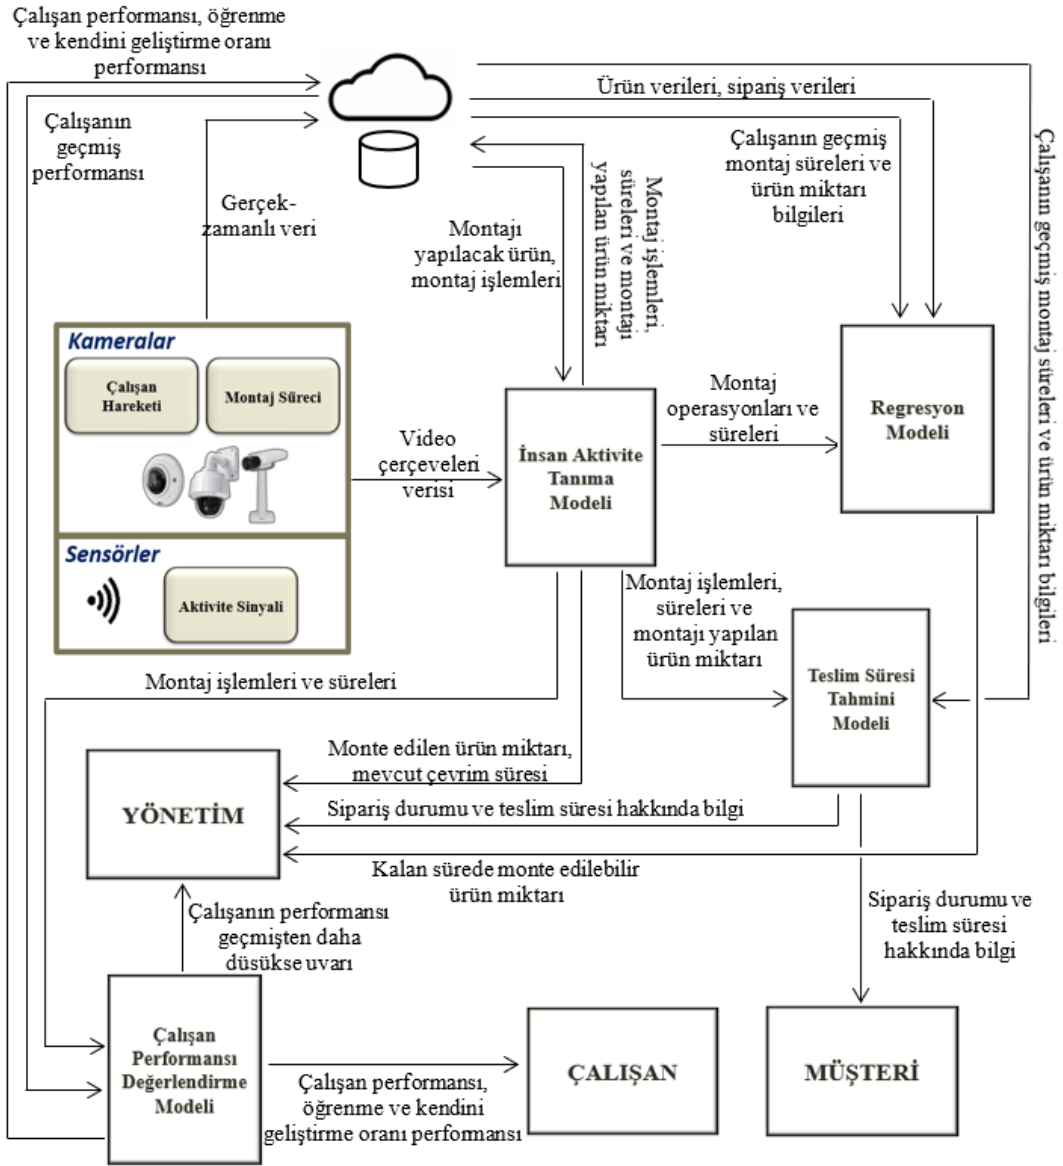 Çalışan performansı, öğrenme
ve kendini geliştirme oranı
performansı
Ürün verileri, sipariş verileri
Çalışanın
geçmiş
performansı
Çalışanın geçmiş
montaj süreleri ve
ürün miktarı
bilgileri
Çalışanın geçmiş montaj süreleri ve ürün miktarı bilgileri
Gerçek-
zamanlı veri
Montajı
yapılacak ürün,
montaj işlemleri
Montaj işlemleri,
süreleri ve montajı
yapılan ürün miktarı
Kameralar
Çalışan
Hareketi
Montaj Süreci
Video
çerçeveleri
verisi
İnsan Aktivite
Tanıma
Modeli
Montaj
operasyonları ve
süreleri
Regresyon
Modeli
Sensörler
Aktivite Sinyali
Montaj işlemleri,
süreleri ve
montajı yapılan
ürün miktarı
Teslim Süresi
Tahmini
Modeli
Montaj işlemleri ve süreleri
Monte edilen ürün miktarı,
mevcut çevrim süresi
YÖNETİM
Sipariş durumu ve teslim süresi hakkında bilgi
Kalan sürede monte edilebilir
ürün miktarı
Çalışanın performansı
geçmişten daha
düşükse uyarı
Sipariş durumu ve
teslim süresi
hakkında bilgi
Çalışan
Performansı
Değerlendirme
Modeli
Çalışan performansı,
öğrenme ve kendini
geliştirme oranı performansı
ÇALIŞAN
MÜŞTERİ